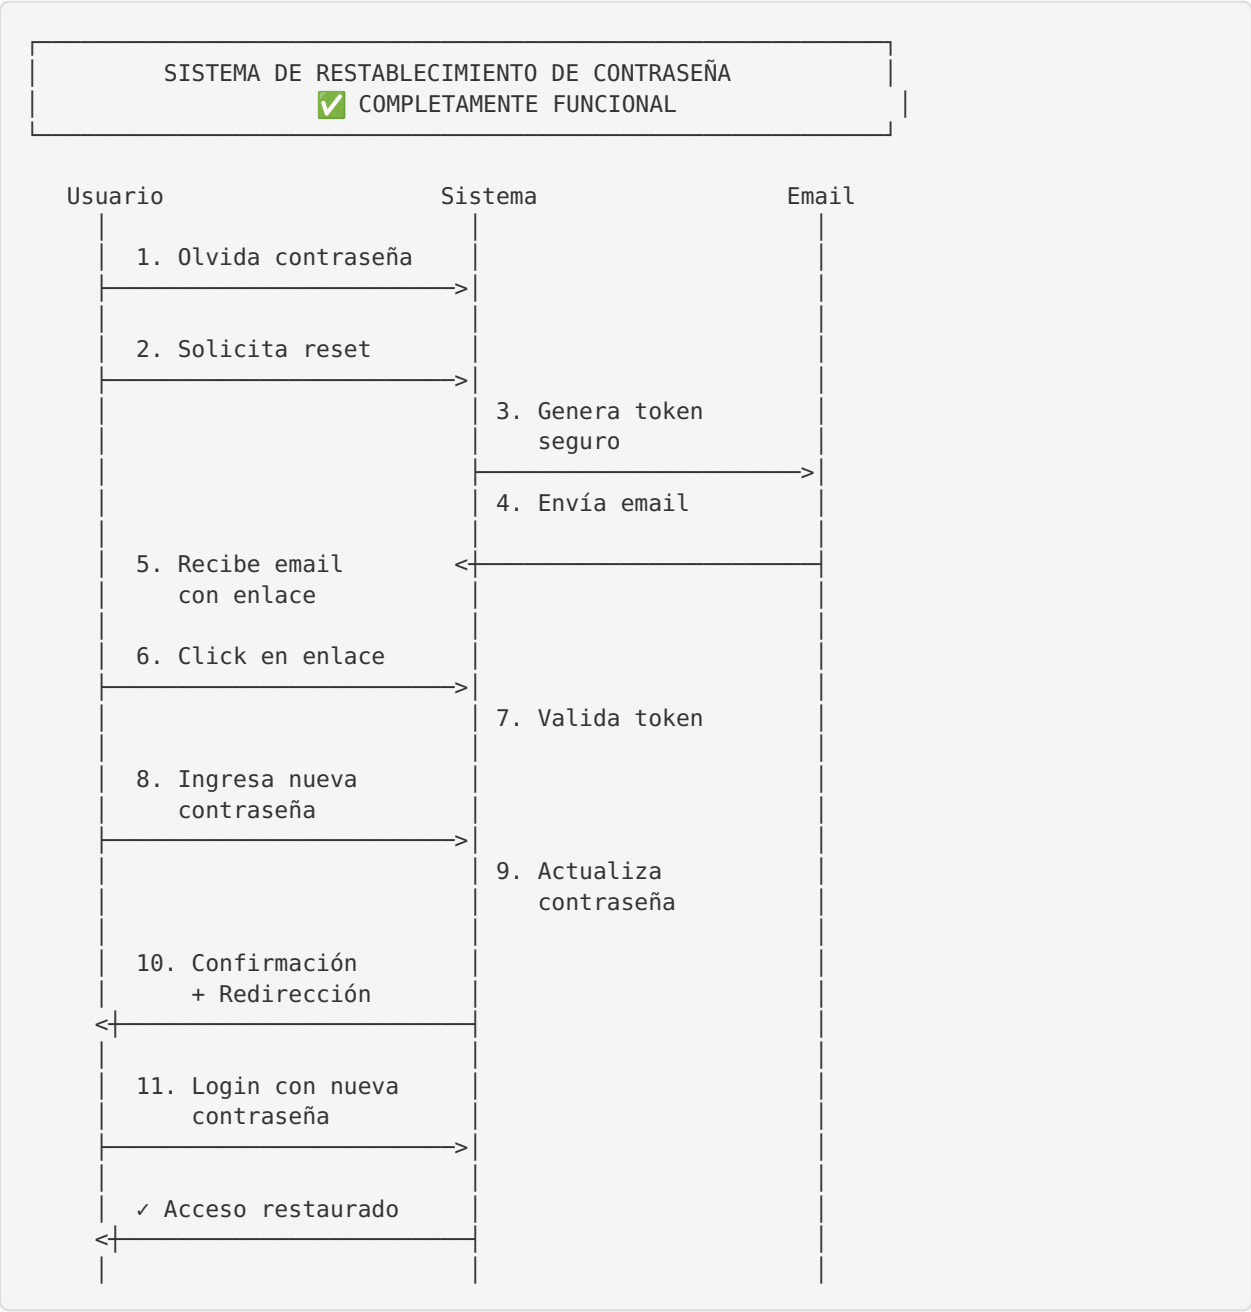 SISTEMA DE RESTABLECIMIENTO DE CONTRASEÑA
✅ COMPLETAMENTE FUNCIONAL
Usuario Sistema Email
1. Olvida contraseña
2. Solicita reset
3. Genera token
seguro
4. Envía email
5. Recibe email
con enlace
6. Click en enlace
7. Valida token
8. Ingresa nueva
contraseña
9. Actualiza
contraseña
10. Confirmación
+ Redirección
11. Login con nueva
contraseña
✓ Acceso restaurado